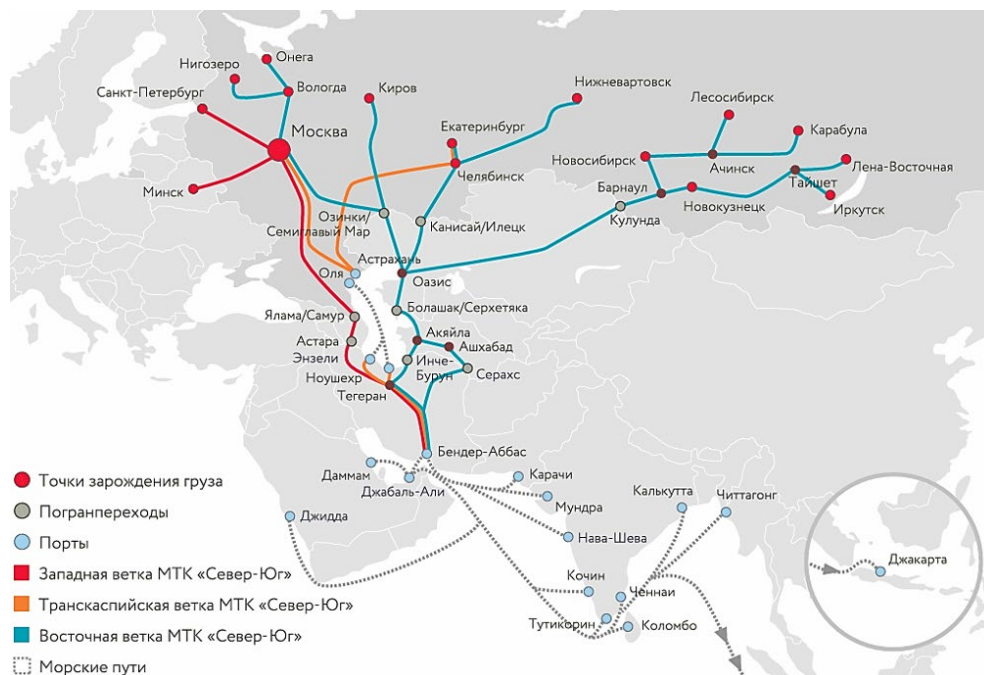 Онега
Нигозеро
Вологда
Санкт-Петербург
Киров
Нижневартовск
Лесосибирск
Москва
Екатеринбург
Карабула
Новосибирск
Лена-Восточная
Ачинск
Челябинск
Минск
Барнаул
Тайшет
Озинки/
Семиглавый Мар
Канисай/Илецк
Кулунда
Новокузнецк
Иркутск
Астрахань
Оля
Оазис
Ялама/Самур
Болашак/Серхетяка
Астара
Акяйла
Ашхабад
Энзели
Инче-
Бурун
Серахс
Ноушехр
Тегеран
Бендер-Аббас
Даммам
Карачи
Джабаль-Али
Мундра
Калькутта
Читтагонг
Джидда
Нава-Шева
Джакарта
Кочин
Ченнаи
Тутикорин
Коломбо
Точки зарождения груза
Погранпереходы
Порты
Западная ветка МТК «Север-Юг»
Транскаспийская ветка МТК «Север-Юг»
Восточная ветка МТК «Север-Юг»
Морские пути